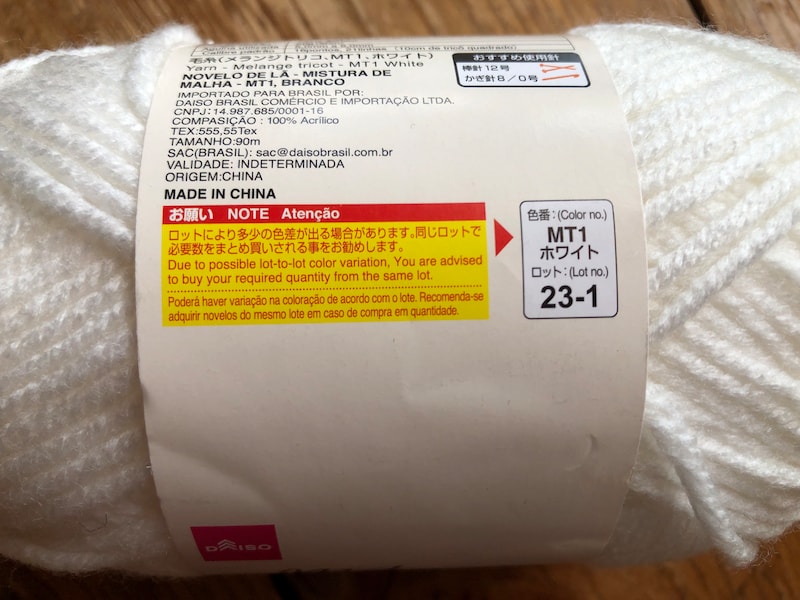 18pontos, 21linhas (10cm de tricô quadrado)
毛糸(メランジトリコ、MT1、ホワイト)
Yarn - Melange tricot - MT1 White
NOVELO DE LÃ - MISTURA DE
MALHA - MT1, BRANCO
IMPORTADO PARA BRASIL POR:
DAISO BRASIL COMÉRCIO E IMPORTAÇÃO LTDA.
CNPJ:14.987.685/0001-16
COMPASIÇÃO : 100% Acrílico
TEX:555,55Tex
TAMANHO:90m
SAC(BRASIL): sac@daisobrasil.com.br
VALIDADE: INDETERMINADA
ORIGEM:CHINA
MADE IN CHINA
おすすめ使用針
棒針12号
かぎ針8/0号
お願い NOTE Atenção
ロットにより多少の色差が出る場合があります。同じロットで
必要数をまとめ買いされる事をお勧めします。
Due to possible lot-to-lot color variation, You are advised
to buy your required quantity from the same lot.
Poderá haver variação na coloração de acordo com o lote. Recomenda-se
adquirir novelos do mesmo lote em caso de compra em quantidade.
色番：(Color no.)
MT1
ホワイト
ロット：(Lot no.)
23-1
DAISO